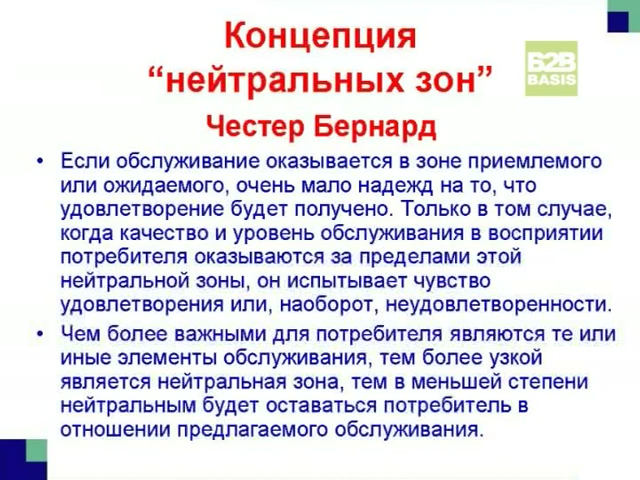 Концепция
“нейтральных зон”
Б2В
BASIS
Честер Бернард
• Если обслуживание оказывается в зоне приемлемого
или ожидаемого, очень мало надежд на то, что
удовлетворение будет получено. Только в том случае,
когда качество и уровень обслуживания в восприятии
потребителя оказываются за пределами этой
нейтральной зоны, он испытывает чувство
удовлетворения или, наоборот, неудовлетворенности.
• Чем более важными для потребителя являются те или
иные элементы обслуживания, тем более узкой
является нейтральная зона, тем в меньшей степени
нейтральным будет оставаться потребитель в
отношении предлагаемого обслуживания.